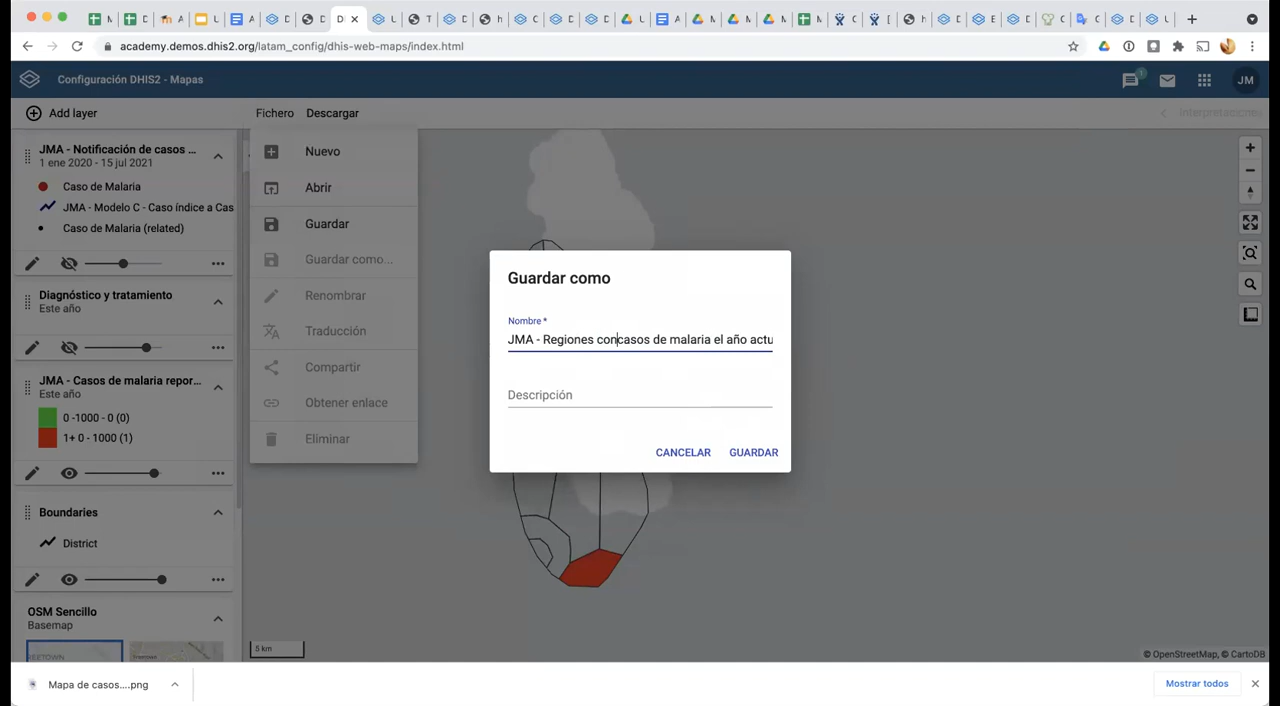 M
D
M
A
U
A
D
D
D
U
T
D
h
C
D
D
U
A
M
M
M
M
C
[
h
D
E
D
C
C
D
U
academy.demos.dhis2.org/latam_config/dhis-web-maps/index.html
Configuración DHIS2 - Mapas
1
JM
Add layer
Fichero
Descargar
Interpretaciones
JMA - Notificación de casos ...
1 ene 2020 - 15 jul 2021
Caso de Malaria
JMA - Modelo C - Caso índice a Cas
Caso de Malaria (related)
Diagnóstico y tratamiento
Este año
JMA - Casos de malaria repor...
Este año
0 -1000 - 0 (0)
1+ 0 - 1000 (1)
Boundaries
District
OSM Sencillo
Basemap
Nuevo
Abrir
Guardar
Guardar como...
Renombrar
Traducción
Compartir
Obtener enlace
Eliminar
Guardar como
Nombre *
JMA - Regiones concasos de malaria el año actu
Descripción
CANCELAR
GUARDAR
5 km
© OpenStreetMap, © CartoDB
Mapa de casos....png
Mostrar todos